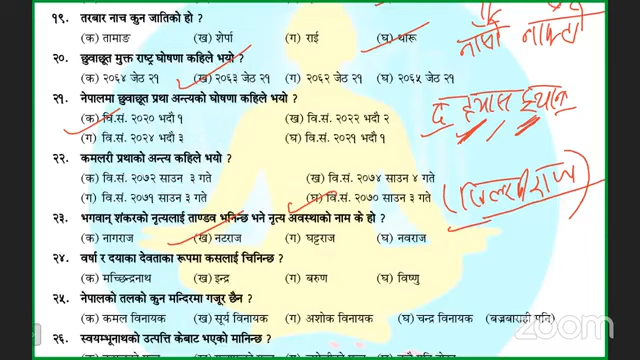 १९. तरबार नाच कुन जातिको हो ?
(क) तामाङ (ख) शेर्पा (ग) राई (घ) थारू
२०. छुवाछुत मुक्त राष्ट्र घोषणा कहिले भयो ?
(क) २०६४ जेठ २१ (ख) २०६३ जेठ २१ (ग) २०६२ जेठ २१ (घ) २०६५ जेठ २१
२१. नेपालमा छुवाछुत प्रथा अन्त्यको घोषणा कहिले भयो ?
(क) वि.सं. २०२० भदौ १ (ख) वि.सं. २०२२ भदौ २
(ग) वि.सं. २०२४ भदौ ३ (घ) वि.सं. २०२१ भदौ १
२२. कमलरी प्रथाको अन्त्य कहिले भयो ?
(क) वि.सं. २०७२ साउन ३ गते (ख) वि.सं. २०७४ साउन ४ गते
(ग) वि.सं. २०७१ साउन ३ गते (घ) वि.सं. २०७० साउन ३ गते
२३. भगवान् शंकरको नृत्यलाई ताण्डव भनिन्छ भने नृत्य अवस्थाको नाम के हो ?
(क) नागराज (ख) नटराज (ग) घट्टराज (घ) नवराज
२४. वर्षा र दयाका देवताका रूपमा कसलाई चिनिन्छ ?
(क) मच्छिन्द्रनाथ (ख) इन्द्र (ग) बरुण (घ) विष्णु
२५. नेपालको तलको कुन मन्दिरमा गजूर छैन ?
(क) कमल विनायक (ख) सूर्य विनायक (ग) अशोक विनायक (घ) चन्द्र विनायक (बज्रबाराही पनि)
२६. स्वयम्भूनाथको उत्पत्ति केबाट भएको मानिन्छ ?
zoom